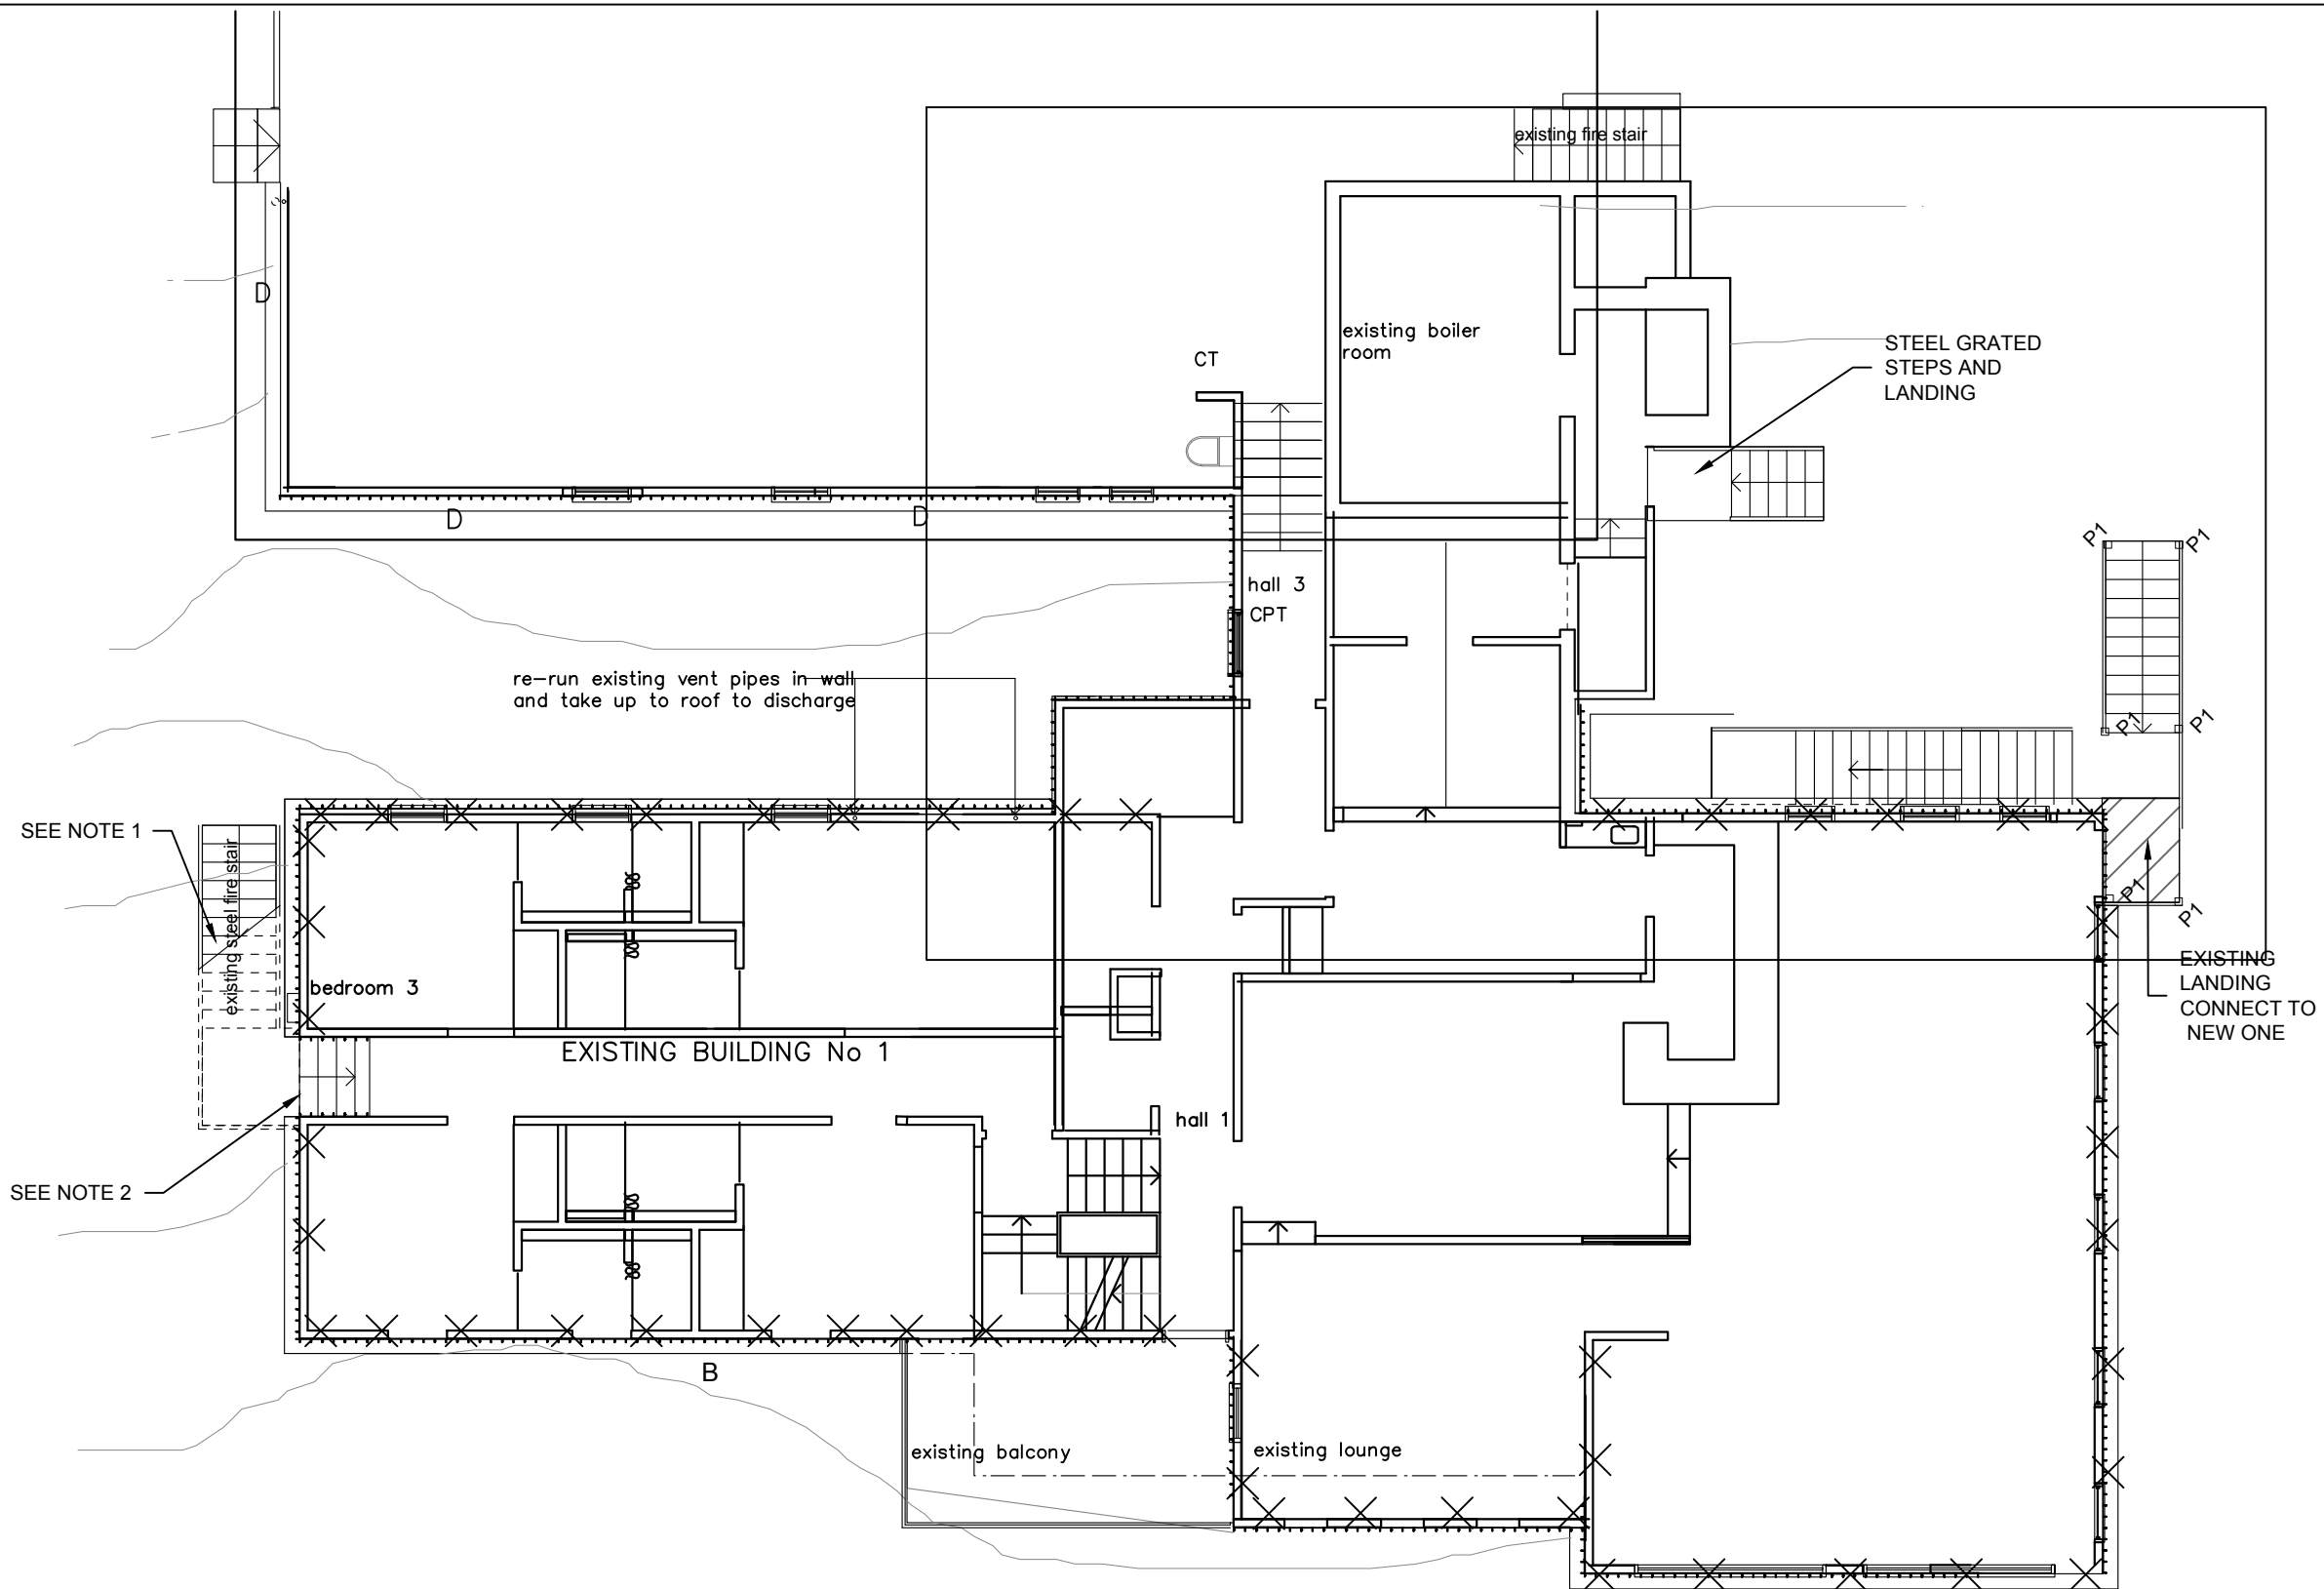 existing fire stair
existing boiler
room
STEEL GRATED
STEPS AND
LANDING
CT
D
D
D
P1
P1
hall 3
CPT
re-run existing vent pipes in wall
and take up to roof to discharge
P1
P1
SEE NOTE 1
existing steel fire stair
P1
P1
bedroom 3
EXISTING
LANDING
CONNECT TO
NEW ONE
EXISTING BUILDING No 1
hall 1
SEE NOTE 2
B
existing balcony
existing lounge